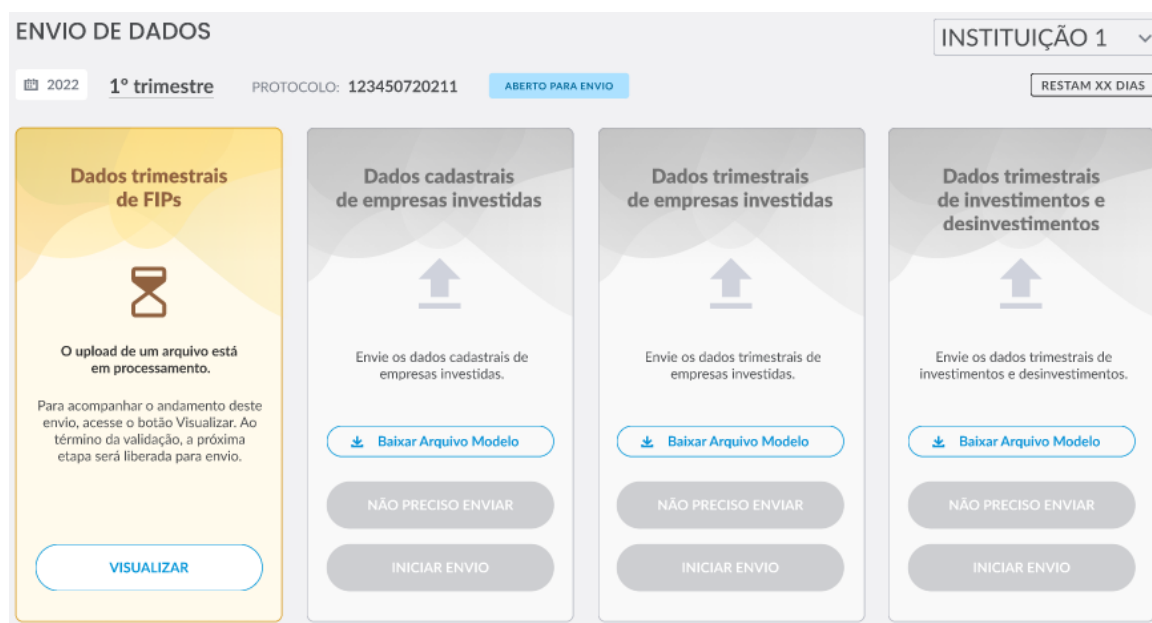 ENVIO DE DADOS
INSTITUIÇÃO 1
2022
1° trimestre
PROTOCOLO: 123450720211
ABERTO PARA ENVIO
RESTAM XX DIAS
Dados trimestrais
de FIPs
O upload de um arquivo está
em processamento.
Para acompanhar o andamento deste
envio, acesse o botão Visualizar. Ao
término da validação, a próxima
etapa será liberada para envio.
VISUALIZAR
Dados cadastrais
de empresas investidas
Envie os dados cadastrais de
empresas investidas.
Baixar Arquivo Modelo
NÃO PRECISO ENVIAR
INICIAR ENVIO
Dados trimestrais
de empresas investidas
Envie os dados trimestrais de
empresas investidas.
Baixar Arquivo Modelo
NÃO PRECISO ENVIAR
INICIAR ENVIO
Dados trimestrais
de investimentos e
desinvestimentos
Envie os dados trimestrais de
investimentos e desinvestimentos.
Baixar Arquivo Modelo
NÃO PRECISO ENVIAR
INICIAR ENVIO